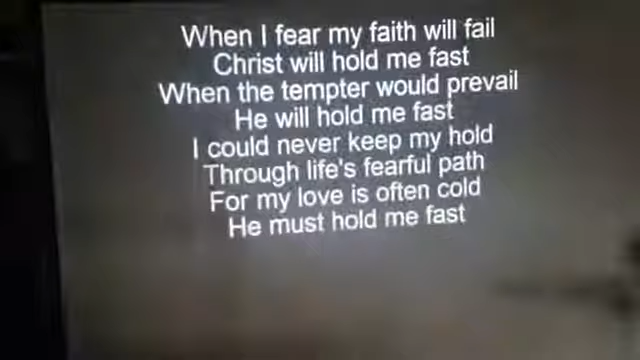 When I fear my faith will fail
Christ will hold me fast
When the tempter would prevail
He will hold me fast
I could never keep my hold
Through life's fearful path
For my love is often cold
He must hold me fast